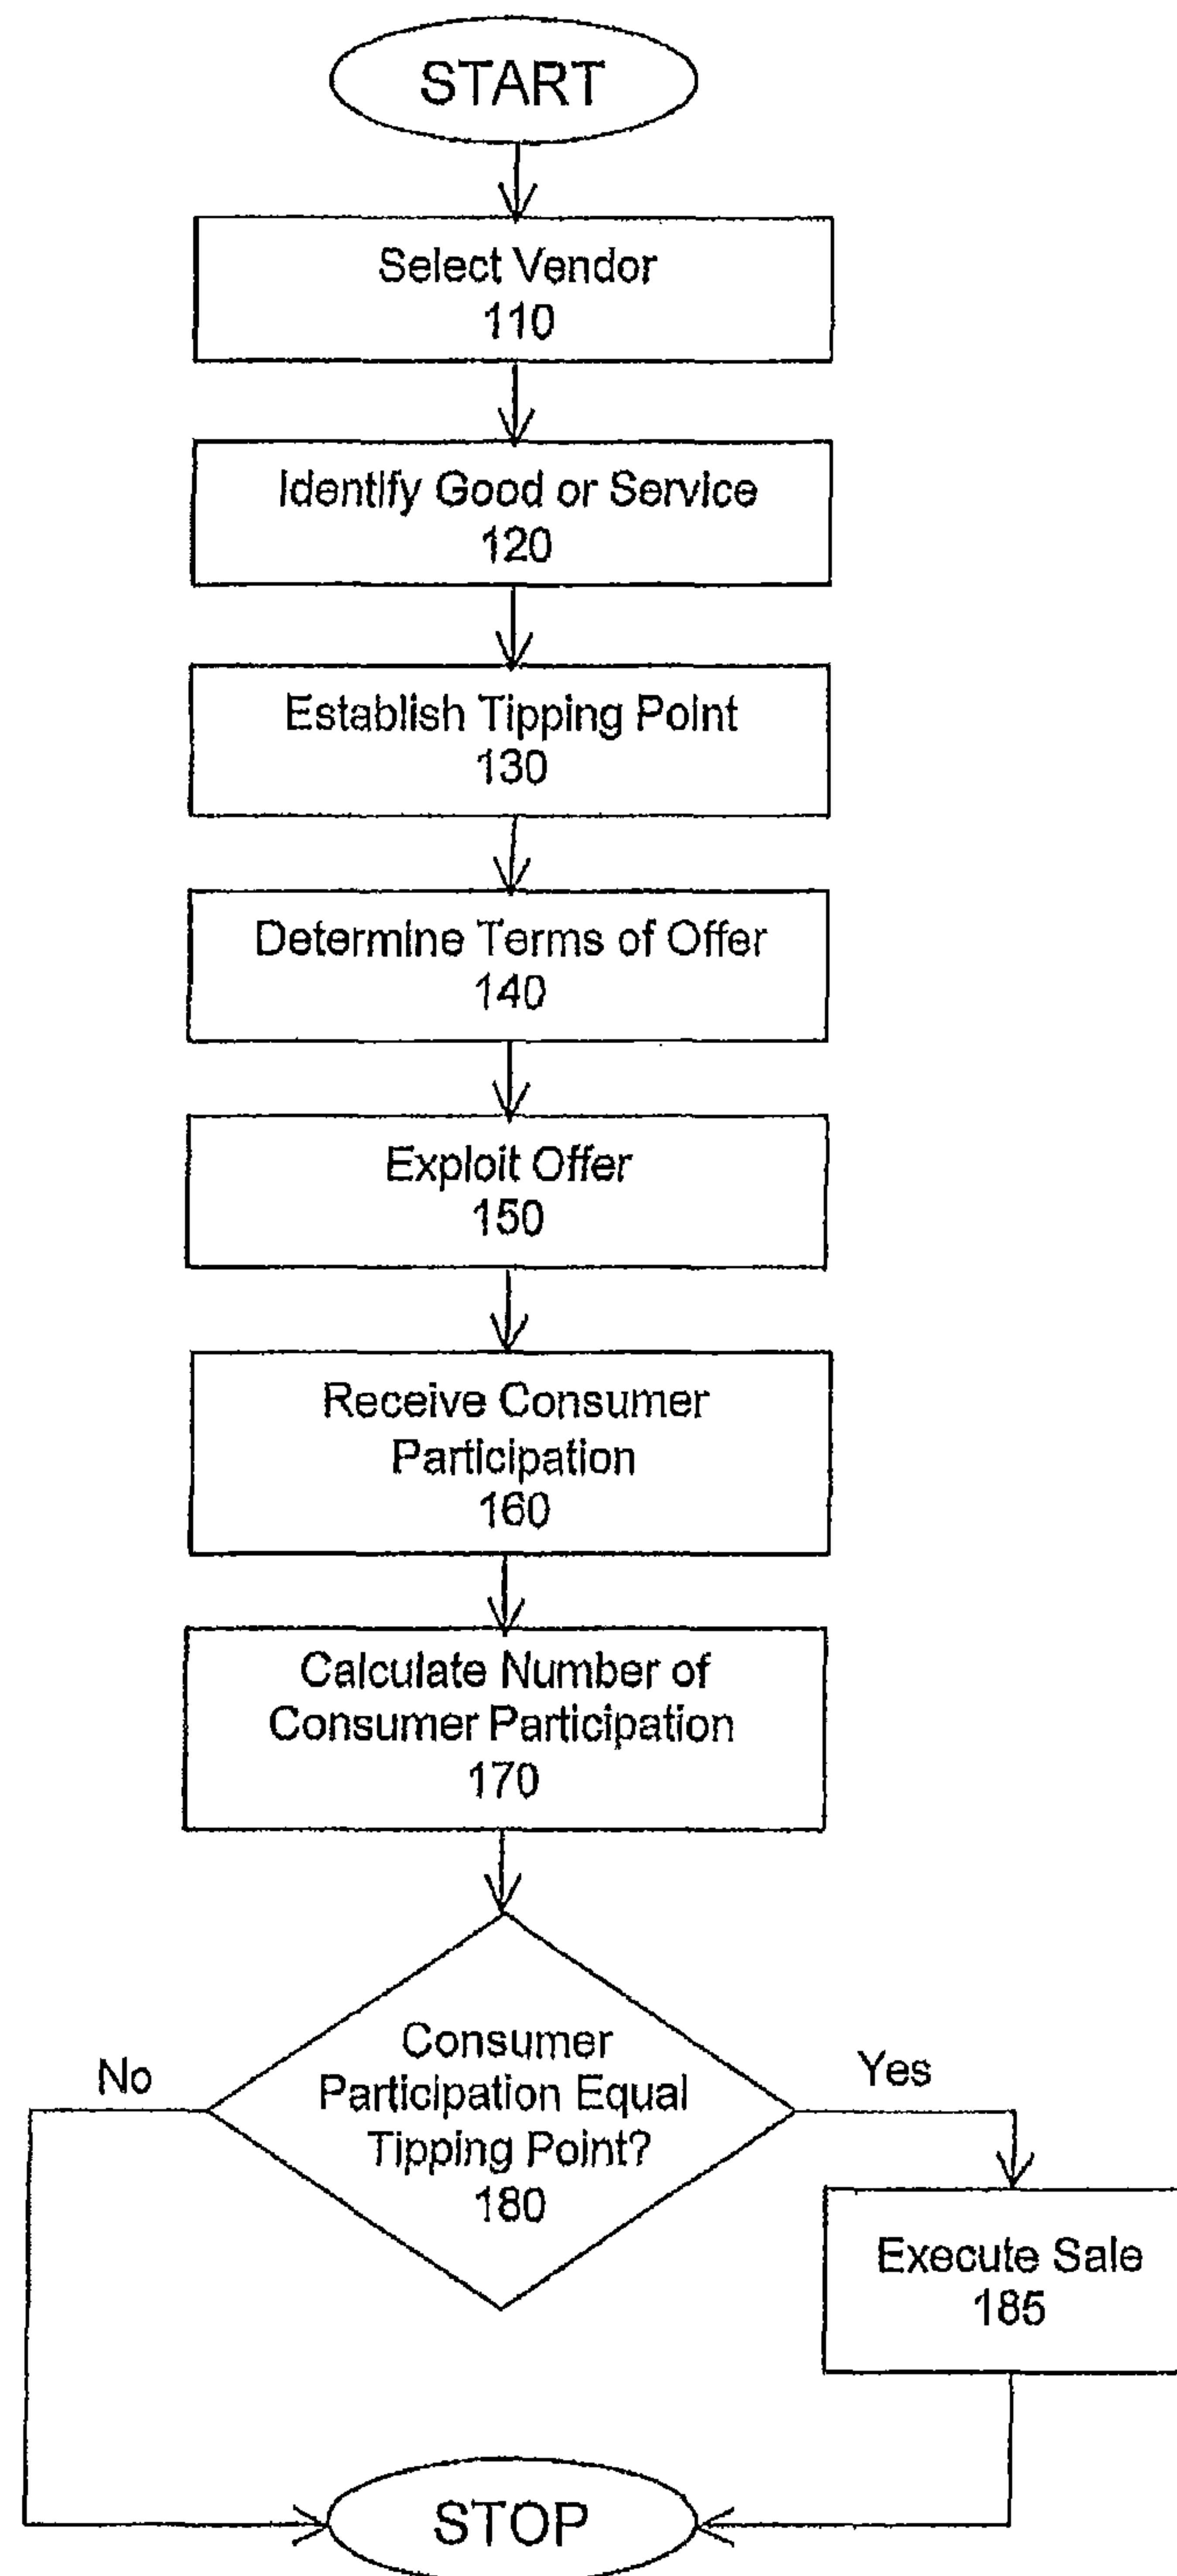 START
Select Vendor
110
Identify Good or Service
120
Establish Tipping Point
130
Determine Terms of Offer
140
Exploit Offer
150
Receive Consumer
Participation
160
Calculate Number of
Consumer Participation
170
Consumer
Participation Equal
Tipping Point?
180
No
Yes
Execute Sale
185
STOP